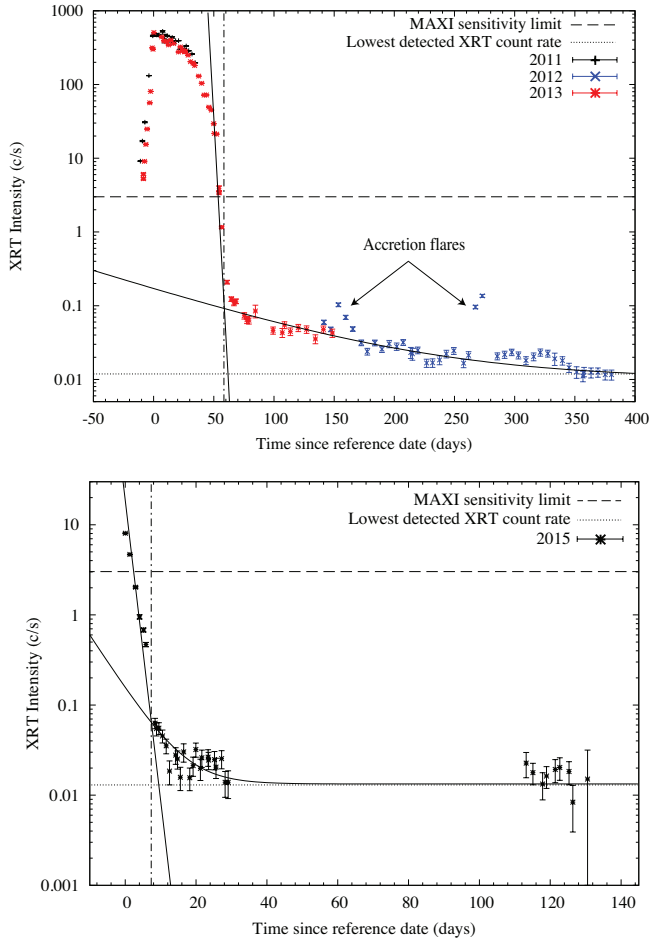 1000
100
10
1
0.1
0.01
XRT Intensity (c/s)
MAXI sensitivity limit
Lowest detected XRT count rate
2011
2012
2013
Accretion flares
-50 0 50 100 150 200 250 300 350 400
Time since reference date (days)
10
1
0.1
0.01
0.001
XRT Intensity (c/s)
MAXI sensitivity limit
Lowest detected XRT count rate
2015
0 20 40 60 80 100 120 140
Time since reference date (days)